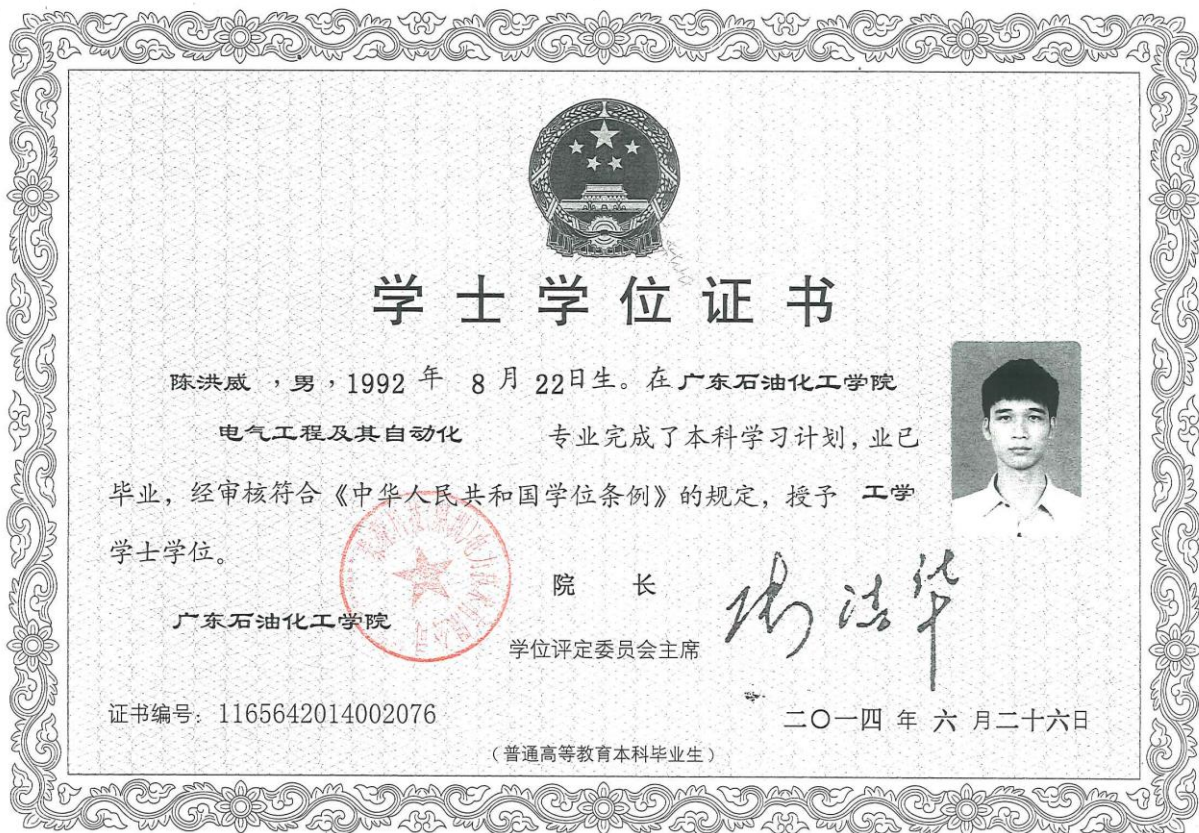 学士学位证书
陈洪威 ，男，1992 年 8 月 22日生。在 广东石油化工学院
电气工程及其自动化 专业完成了本科学习计划，业已
毕业，经审核符合《中华人民共和国学位条例》的规定，授予 工学
学士学位。
院 长
广东石油化工学院
学位评定委员会主席
证书编号：1165642014002076
二〇一四 年 六 月二十六日
（普通高等教育本科毕业生）